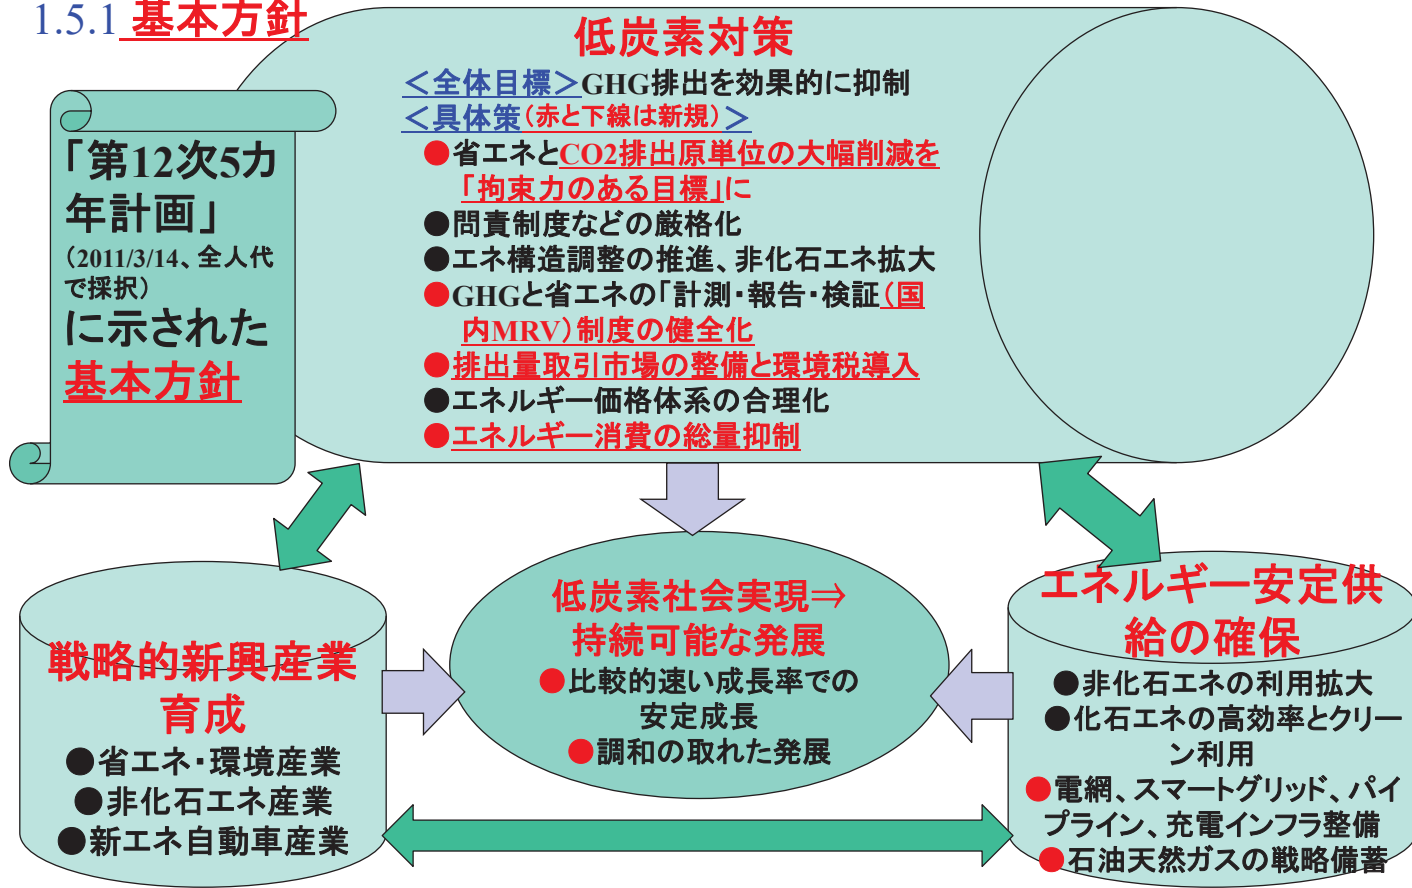 1.5.1 基本方針
「第12次5カ
年計画」
(2011/3/14、全人代
で採択)
に示された
基本方針
低炭素対策
＜全体目標＞GHG排出を効果的に抑制
＜具体策(赤と下線は新規)＞
●省エネとCO2排出原単位の大幅削減を
「拘束力のある目標」に
●問責制度などの厳格化
●エネ構造調整の推進、非化石エネ拡大
●GHGと省エネの「計測・報告・検証(国
内MRV)制度の健全化
●排出量取引市場の整備と環境税導入
●エネルギー価格体系の合理化
●エネルギー消費の総量抑制
戦略的新興産業
育成
●省エネ・環境産業
●非化石エネ産業
●新エネ自動車産業
低炭素社会実現⇒
持続可能な発展
●比較的速い成長率での
安定成長
●調和の取れた発展
エネルギー安定供
給の確保
●非化石エネの利用拡大
●化石エネの高効率とクリー
ン利用
●電網、スマートグリッド、パイ
プライン、充電インフラ整備
●石油天然ガスの戦略備蓄